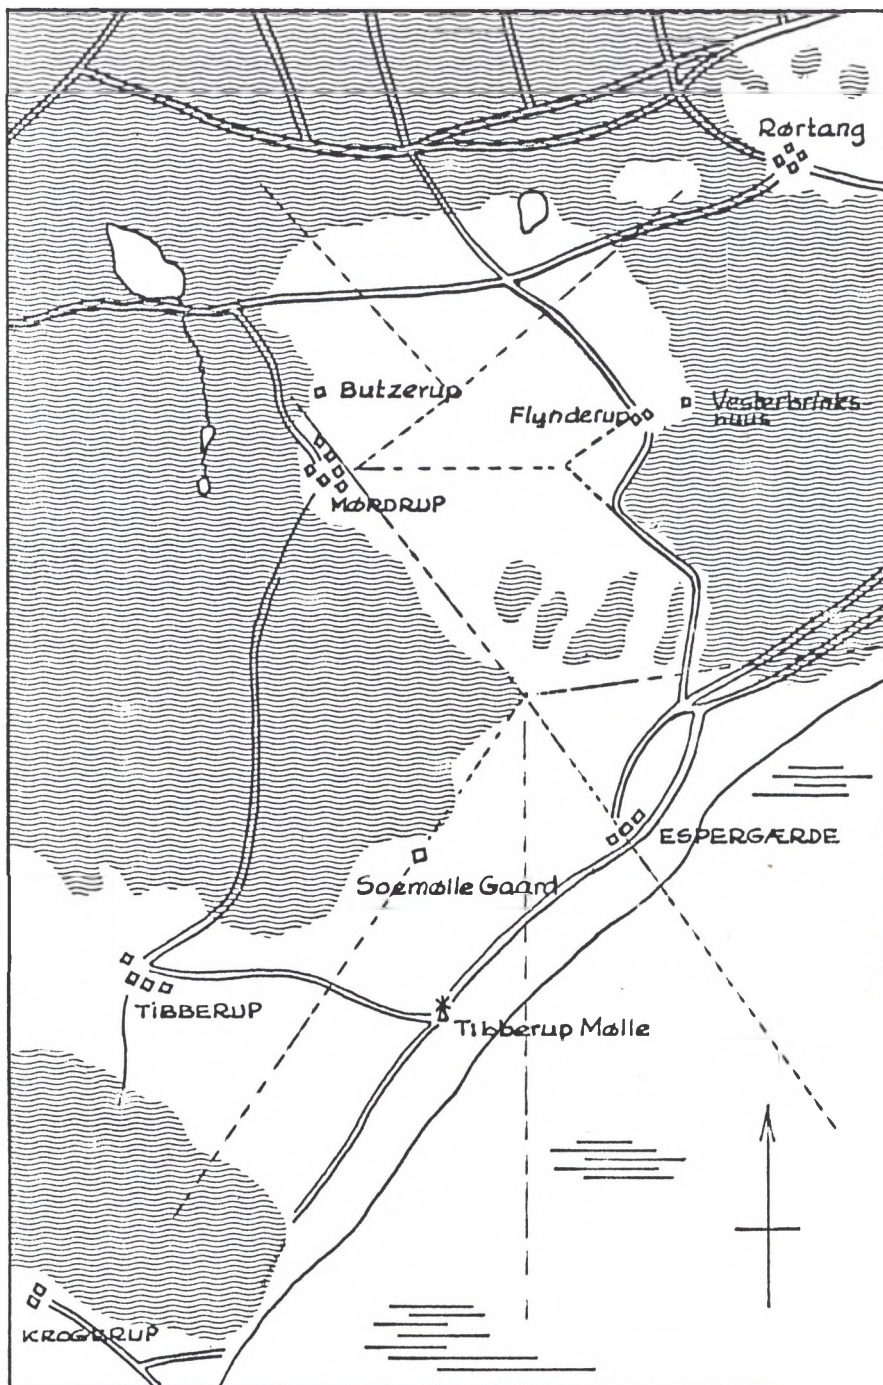 Rørtang
Butzerup
Flynderup
Vesterbrinks-
huus
MØRDRUP
ESPERGÆRDE
Soemølle Gaard
TIBBERUP
Tibberup Mølle
KROGERUP